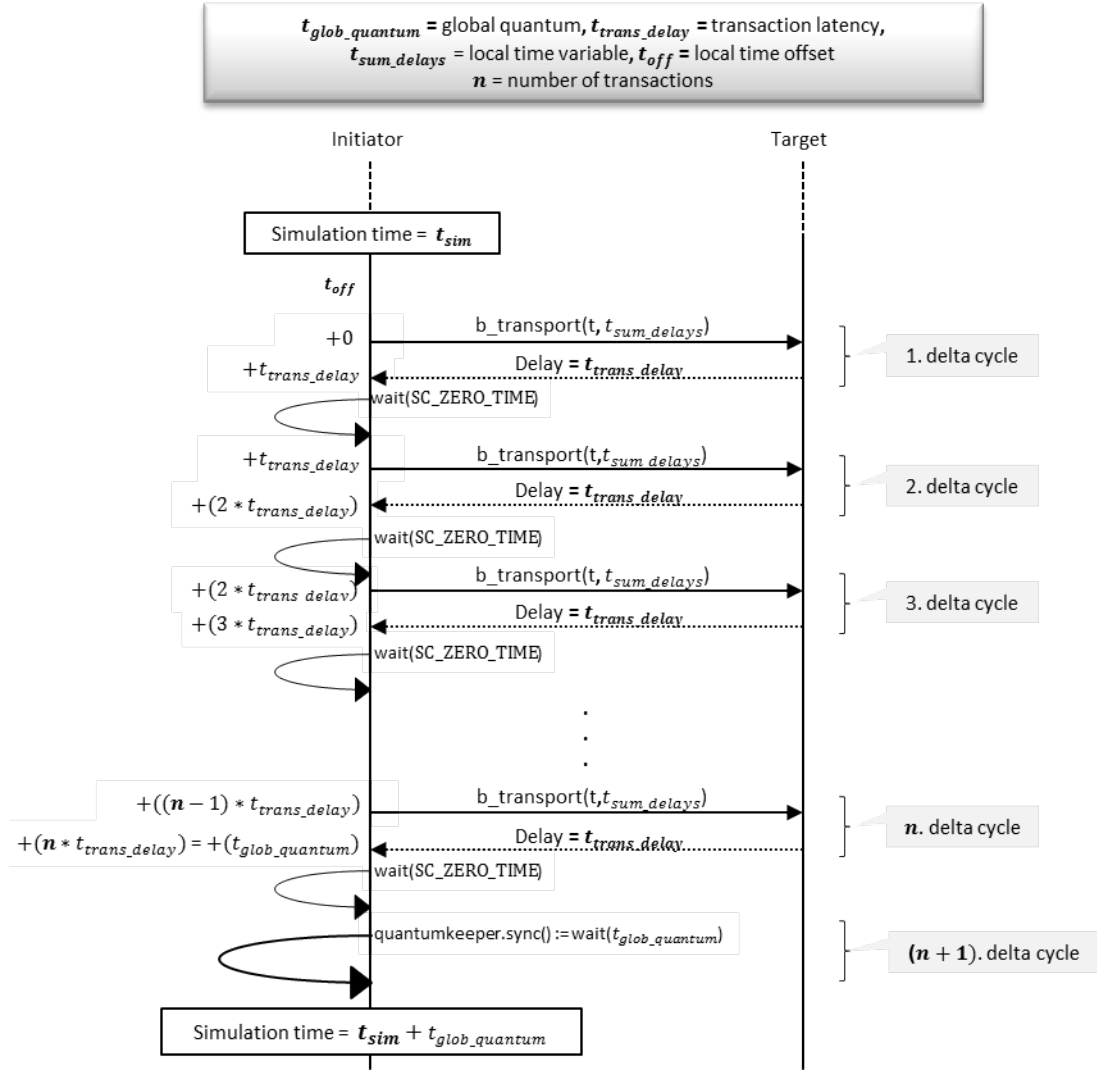 t_glob_quantum = global quantum, t_trans_delay = transaction latency,
t_sum_delays = local time variable, t_off = local time offset
n = number of transactions
Initiator
Target
Simulation time = t_sim
t_off
+0
b_transport(t, t_sum_delays)
1. delta cycle
+t_trans_delay
Delay = t_trans_delay
wait(SC_ZERO_TIME)
+t_trans_delay
b_transport(t,t_sum delays)
2. delta cycle
+(2 * t_trans_delay)
Delay = t_trans_delay
wait(SC_ZERO_TIME)
+(2 * t_trans delay)
b_transport(t, t_sum_delays)
3. delta cycle
+(3 * t_trans_delay)
Delay = t_trans_delay
wait(SC_ZERO_TIME)
.
.
.
+((n − 1) * t_trans_delay)
b_transport(t,t_sum_delays)
n. delta cycle
+(n * t_trans_delay) = +(t_glob_quantum)
Delay = t_trans_delay
wait(SC_ZERO_TIME)
quantumkeeper.sync() := wait(t_glob_quantum)
(n + 1). delta cycle
Simulation time = t_sim + t_glob_quantum